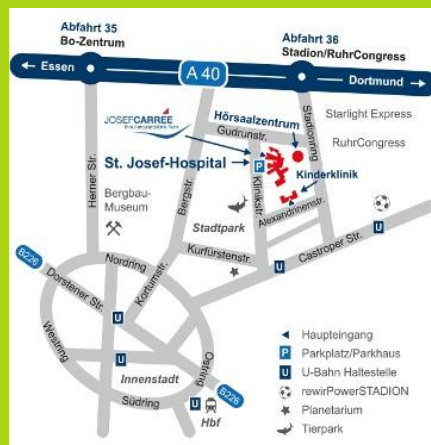 Abfahrt 35
Bo-Zentrum
Abfahrt 36
Stadion/RuhrCongress
Essen
A 40
Dortmund
JOSEFCARRÉE
Hörsaalzentrum
Gudrunstr.
Starlight Express
RuhrCongress
Stadionring
St. Josef-Hospital
P
Kinderklinik
Herner Str.
Bergbau-
Museum
Bergstr.
Klinikstr.
Stadtpark
Alexandrinenstr.
Nordring
Kurfürstenstr.
Castroper Str.
U
U
B226
Dorstener Str.
Kortumstr.
U
Westring
U
Innenstadt
Ostring
B226
Südring
U
Hbf
Haupteingang
P Parkplatz/Parkhaus
U U-Bahn Haltestelle
rewirPowerSTADION
Planetarium
Tierpark